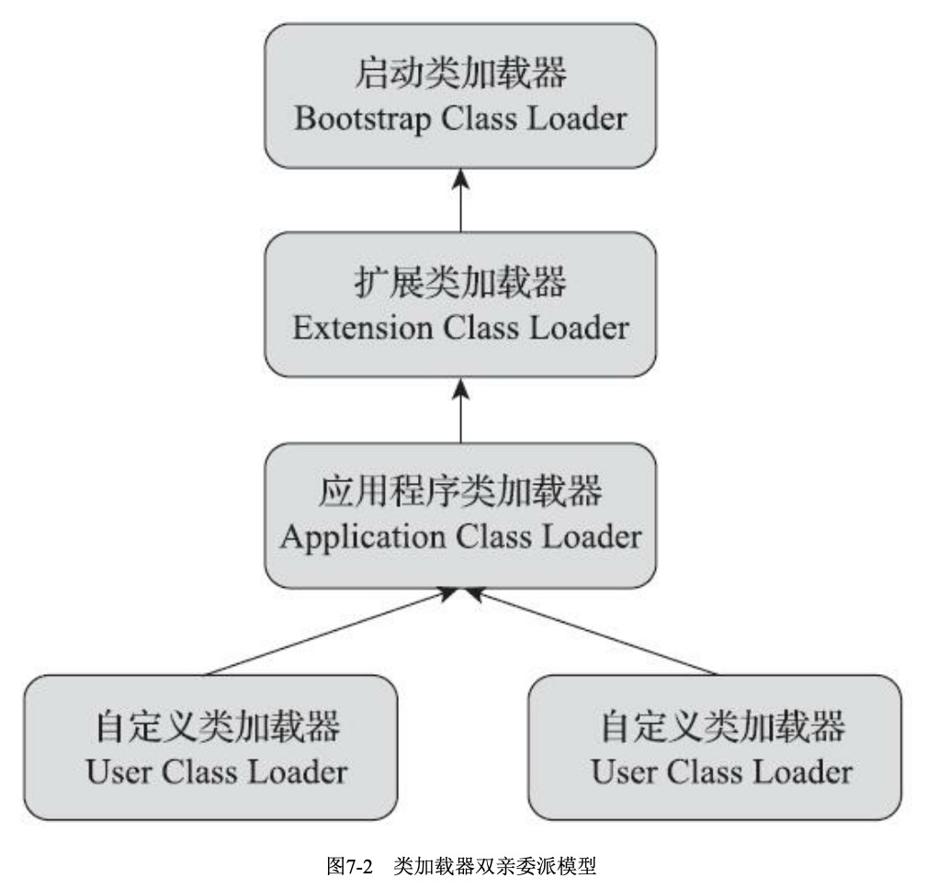 启动类加载器
Bootstrap Class Loader
扩展类加载器
Extension Class Loader
应用程序类加载器
Application Class Loader
自定义类加载器
User Class Loader
自定义类加载器
User Class Loader
图7-2 类加载器双亲委派模型